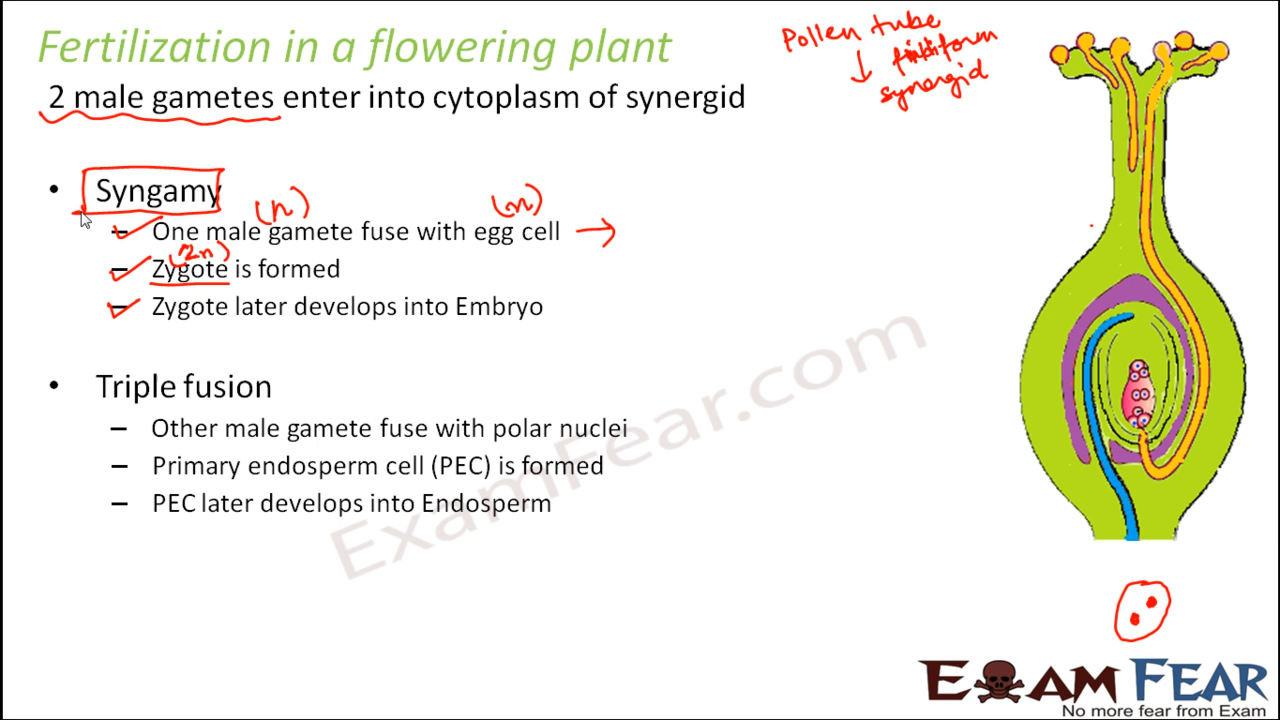 Fertilization in a flowering plant
2 male gametes enter into cytoplasm of synergid
Pollen tube
↓ filiform
synergid
• Syngamy
(n) (n)
– One male gamete fuse with egg cell →
(2n)
– Zygote is formed
– Zygote later develops into Embryo
• Triple fusion
– Other male gamete fuse with polar nuclei
– Primary endosperm cell (PEC) is formed
– PEC later develops into Endosperm
ExamFear.com
EXAM FEAR
No more fear from Exam